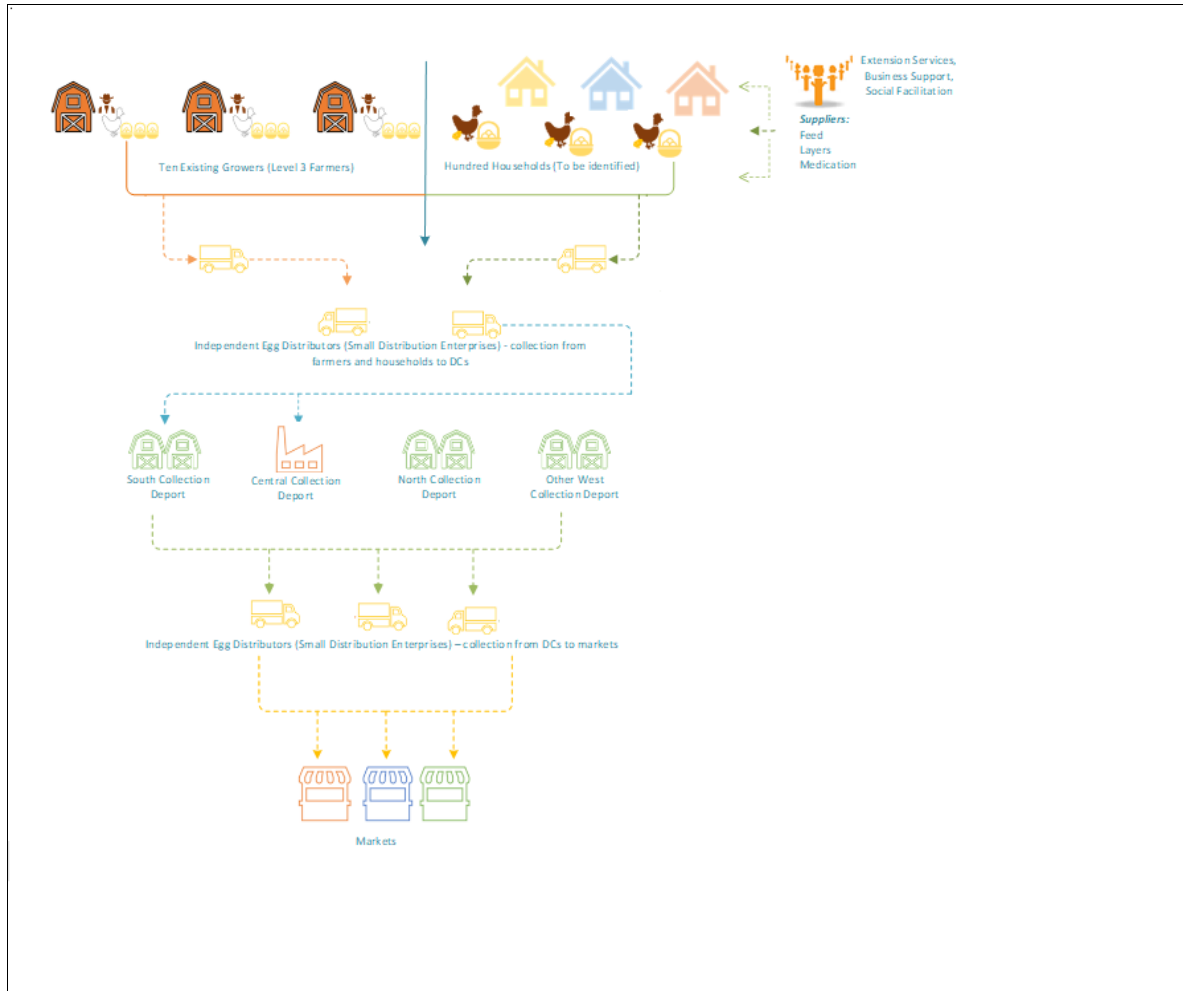 Extension Services,
Business Support,
Social Facilitation
Suppliers:
Feed
Layers
Medication
Ten Existing Growers (Level 3 Farmers)
Hundred Households (To be identified)
Independent Egg Distributors (Small Distribution Enterprises) - collection from
farmers and households to DCs
South Collection
Deport
Central Collection
Deport
North Collection
Deport
Other West
Collection Deport
Independent Egg Distributors (Small Distribution Enterprises) – collection from DCs to markets
Markets